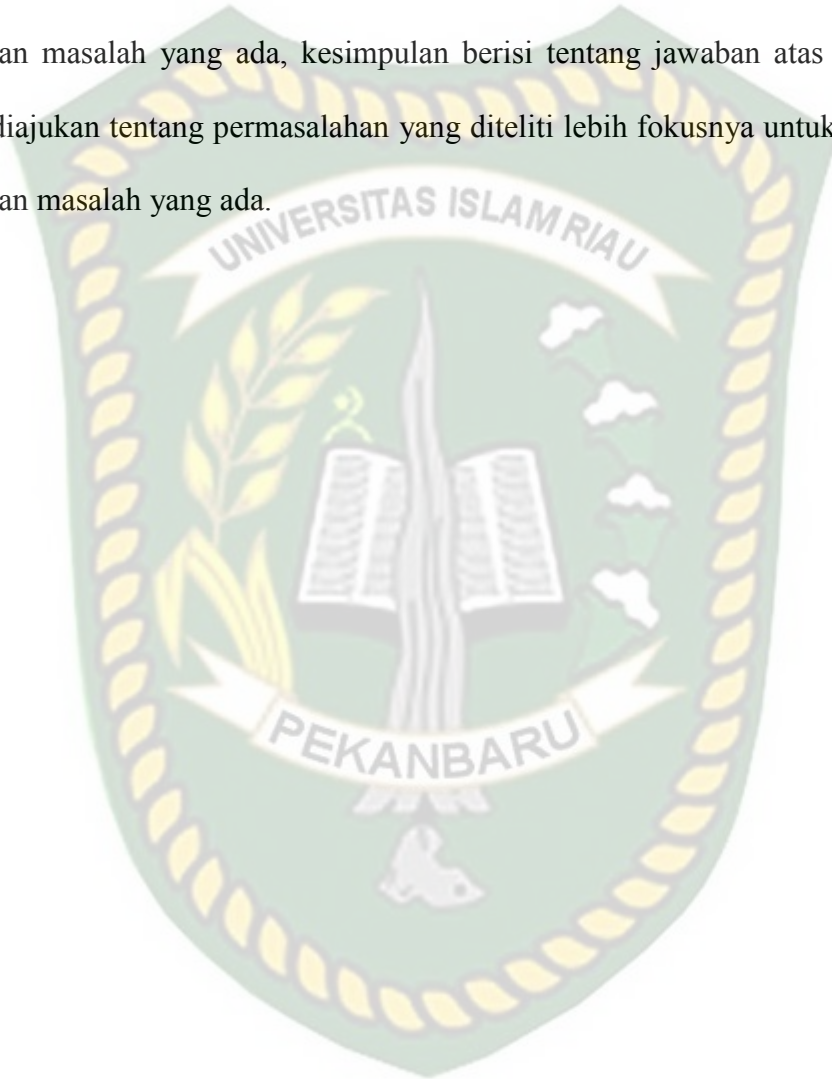 an masalah yang ada, kesimpulan berisi tentang jawaban atas
diajukan tentang permasalahan yang diteliti lebih fokusnya untuk
an masalah yang ada.
UNIVERSITAS ISLAM RIAU
PEKANBARU